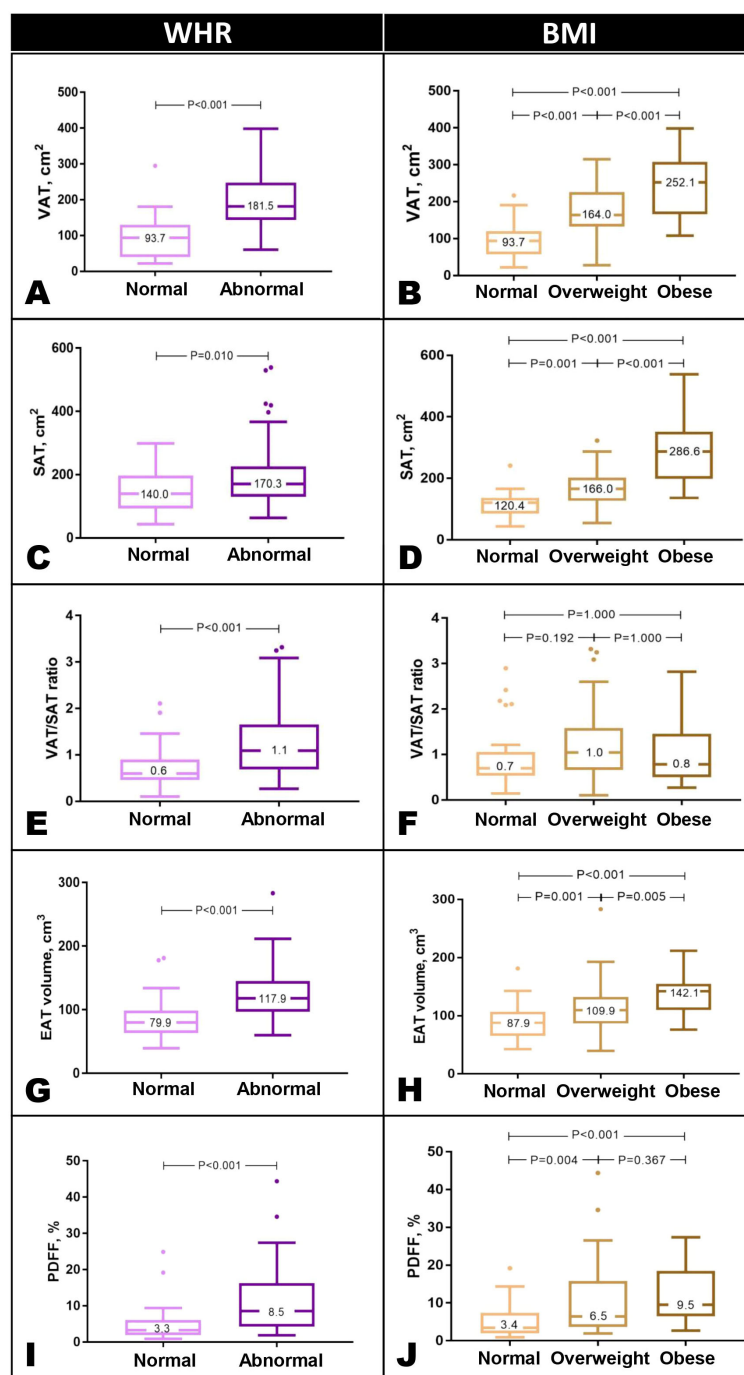 WHR
BMI
500
400
300
200
100
0
VAT, cm²
P<0.001
93.7
181.5
Normal
Abnormal
A
500
400
300
200
100
0
VAT, cm²
P<0.001
P<0.001
P<0.001
93.7
164.0
252.1
Normal
Overweight
Obese
B
600
400
200
0
SAT, cm²
P=0.010
140.0
170.3
Normal
Abnormal
C
600
400
200
0
SAT, cm²
P<0.001
P=0.001
P<0.001
120.4
166.0
286.6
Normal
Overweight
Obese
D
4
3
2
1
0
VAT/SAT ratio
P<0.001
0.6
1.1
Normal
Abnormal
E
4
3
2
1
0
VAT/SAT ratio
P=1.000
P=0.192
P=1.000
0.7
1.0
0.8
Normal
Overweight
Obese
F
300
200
100
0
EAT volume, cm³
P<0.001
79.9
117.9
Normal
Abnormal
G
300
200
100
0
EAT volume, cm³
P<0.001
P=0.001
P=0.005
87.9
109.9
142.1
Normal
Overweight
Obese
H
50
40
30
20
10
0
PDFF, %
P<0.001
3.3
8.5
Normal
Abnormal
I
50
40
30
20
10
0
PDFF, %
P<0.001
P=0.004
P=0.367
3.4
6.5
9.5
Normal
Overweight
Obese
J